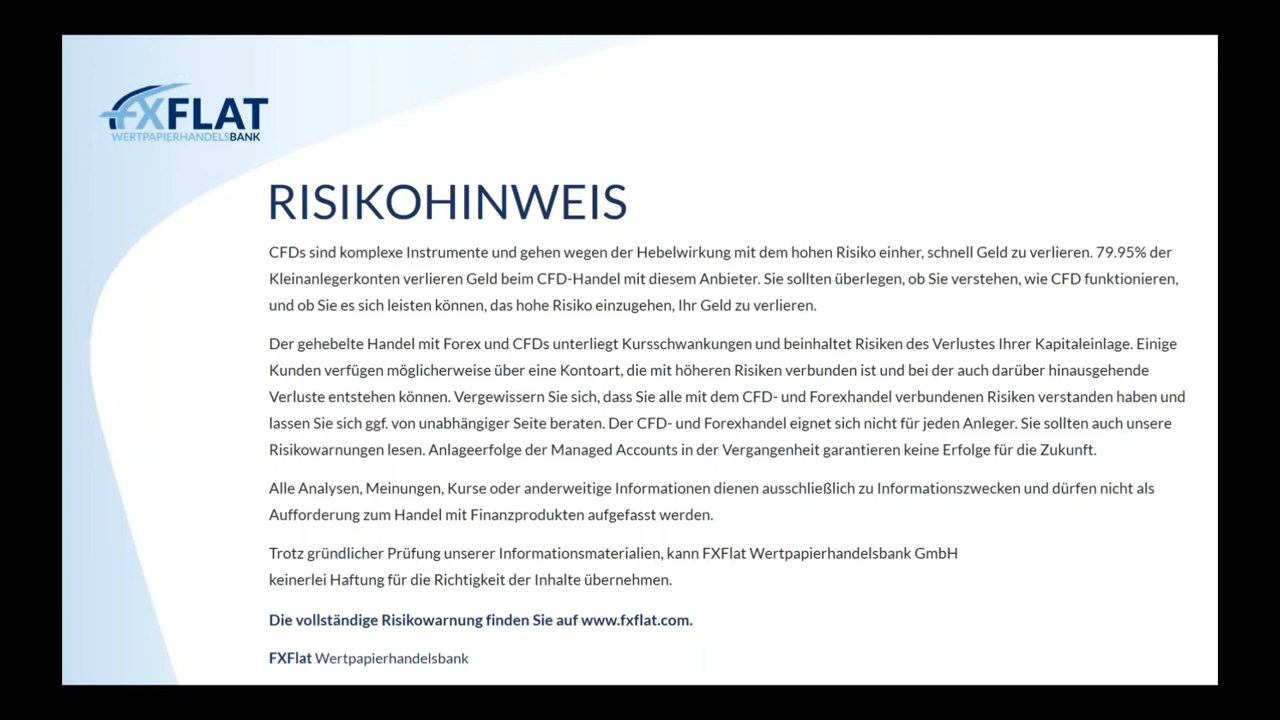 FXFLAT
WERTPAPIERHANDELSBANK
RISIKOHINWEIS
CFDs sind komplexe Instrumente und gehen wegen der Hebelwirkung mit dem hohen Risiko einher, schnell Geld zu verlieren. 79.95% der
Kleinanlegerkonten verlieren Geld beim CFD-Handel mit diesem Anbieter. Sie sollten überlegen, ob Sie verstehen, wie CFD funktionieren,
und ob Sie es sich leisten können, das hohe Risiko einzugehen, Ihr Geld zu verlieren.
Der gehebelte Handel mit Forex und CFDs unterliegt Kursschwankungen und beinhaltet Risiken des Verlustes Ihrer Kapitaleinlage. Einige
Kunden verfügen möglicherweise über eine Kontoart, die mit höheren Risiken verbunden ist und bei der auch darüber hinausgehende
Verluste entstehen können. Vergewissern Sie sich, dass Sie alle mit dem CFD- und Forexhandel verbundenen Risiken verstanden haben und
lassen Sie sich ggf. von unabhängiger Seite beraten. Der CFD- und Forexhandel eignet sich nicht für jeden Anleger. Sie sollten auch unsere
Risikowarnungen lesen. Anlageerfolge der Managed Accounts in der Vergangenheit garantieren keine Erfolge für die Zukunft.
Alle Analysen, Meinungen, Kurse oder anderweitige Informationen dienen ausschließlich zu Informationszwecken und dürfen nicht als
Aufforderung zum Handel mit Finanzprodukten aufgefasst werden.
Trotz gründlicher Prüfung unserer Informationsmaterialien, kann FXFlat Wertpapierhandelsbank GmbH
keinerlei Haftung für die Richtigkeit der Inhalte übernehmen.
Die vollständige Risikowarnung finden Sie auf www.fxflat.com.
FXFlat Wertpapierhandelsbank